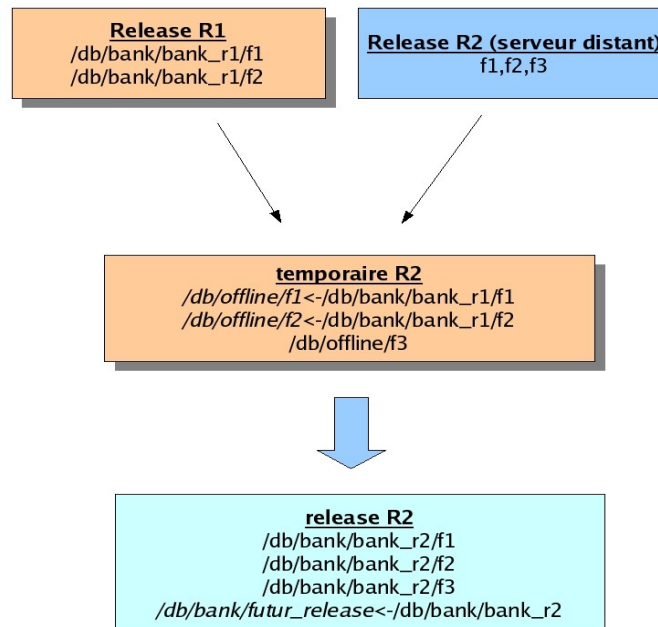 Release R1
/db/bank/bank_r1/f1
/db/bank/bank_r1/f2
Release R2 (serveur distant)
f1,f2,f3
temporaire R2
/db/offline/f1<-/db/bank/bank_r1/f1
/db/offline/f2<-/db/bank/bank_r1/f2
/db/offline/f3
release R2
/db/bank/bank_r2/f1
/db/bank/bank_r2/f2
/db/bank/bank_r2/f3
/db/bank/futur_release<-/db/bank/bank_r2